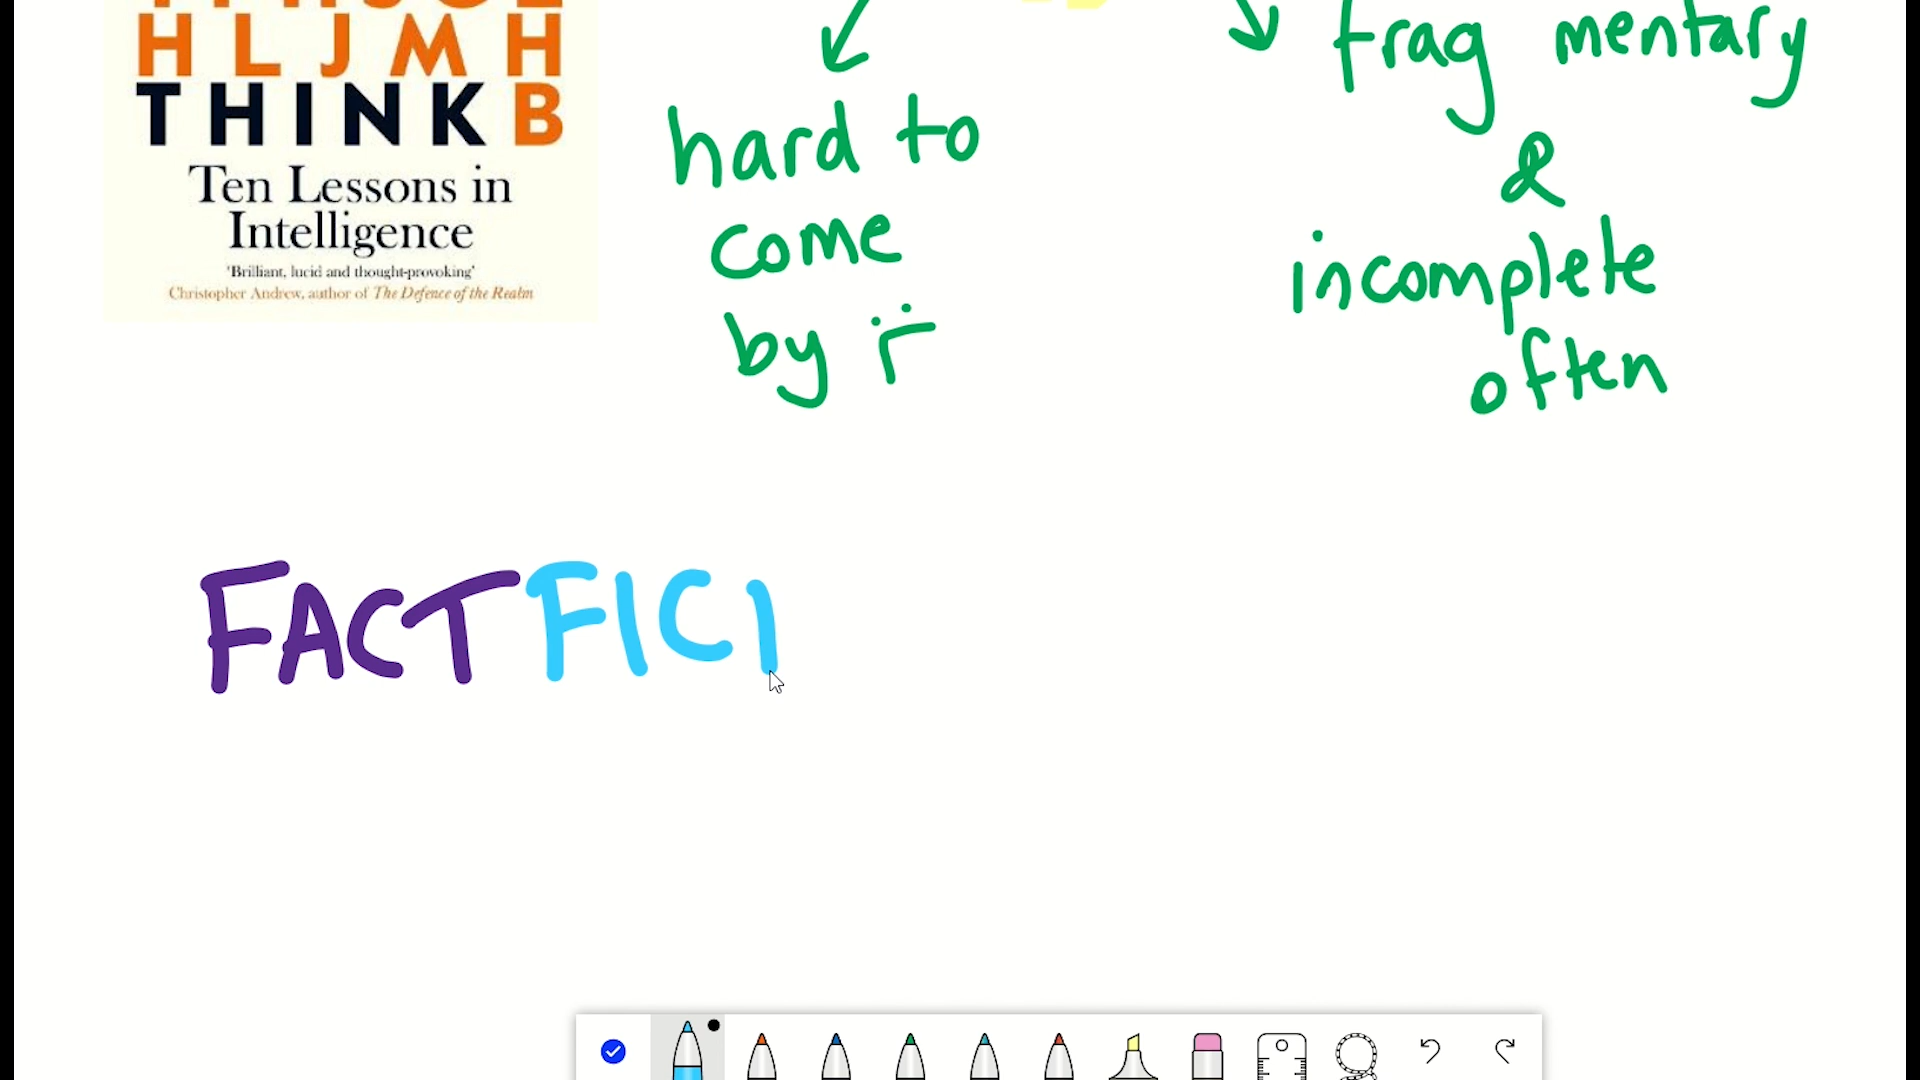 HLJMH
THINKB
Ten Lessons in
Intelligence
'Brilliant, lucid and thought-provoking'
Christopher Andrew, author of The Defence of the Realm
hard to
come
by
frag mentary
&
incomplete
often
FACTFICI